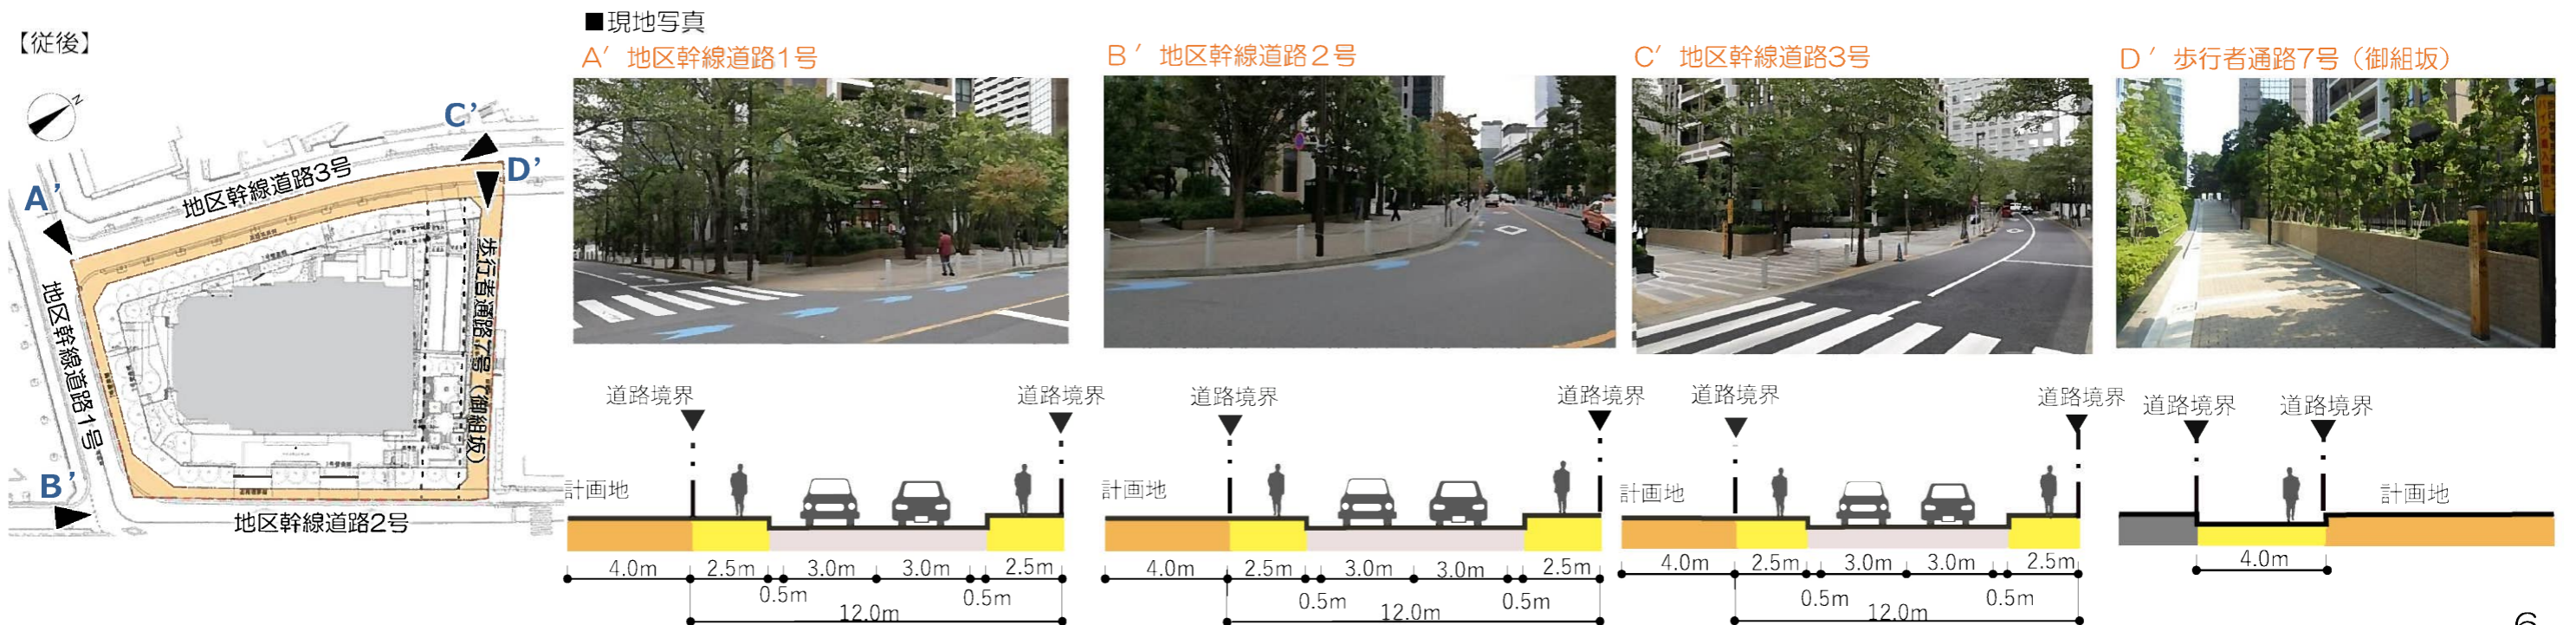 【従後】
■現地写真
A′ 地区幹線道路1号
B′ 地区幹線道路２号
C′ 地区幹線道路3号
D′ 歩行者通路7号（御組坂）
N
A’
B’
C’
D’
地区幹線道路3号
地区幹線道路1号
歩行者通路7号（御組坂）
地区幹線道路2号
道路境界
道路境界
計画地
4.0m
2.5m
3.0m
3.0m
2.5m
0.5m
0.5m
12.0m
道路境界
道路境界
計画地
4.0m
2.5m
3.0m
3.0m
2.5m
0.5m
0.5m
12.0m
道路境界
道路境界
計画地
4.0m
2.5m
3.0m
3.0m
2.5m
0.5m
0.5m
12.0m
道路境界
道路境界
計画地
4.0m